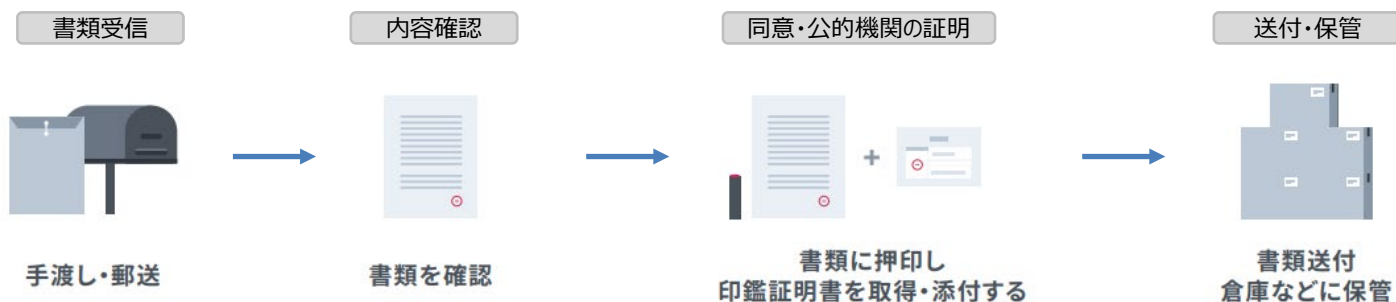 書類受信
内容確認
同意・公的機関の証明
送付・保管
手渡し・郵送
書類を確認
書類に押印し
印鑑証明書を取得・添付する
書類送付
倉庫などに保管